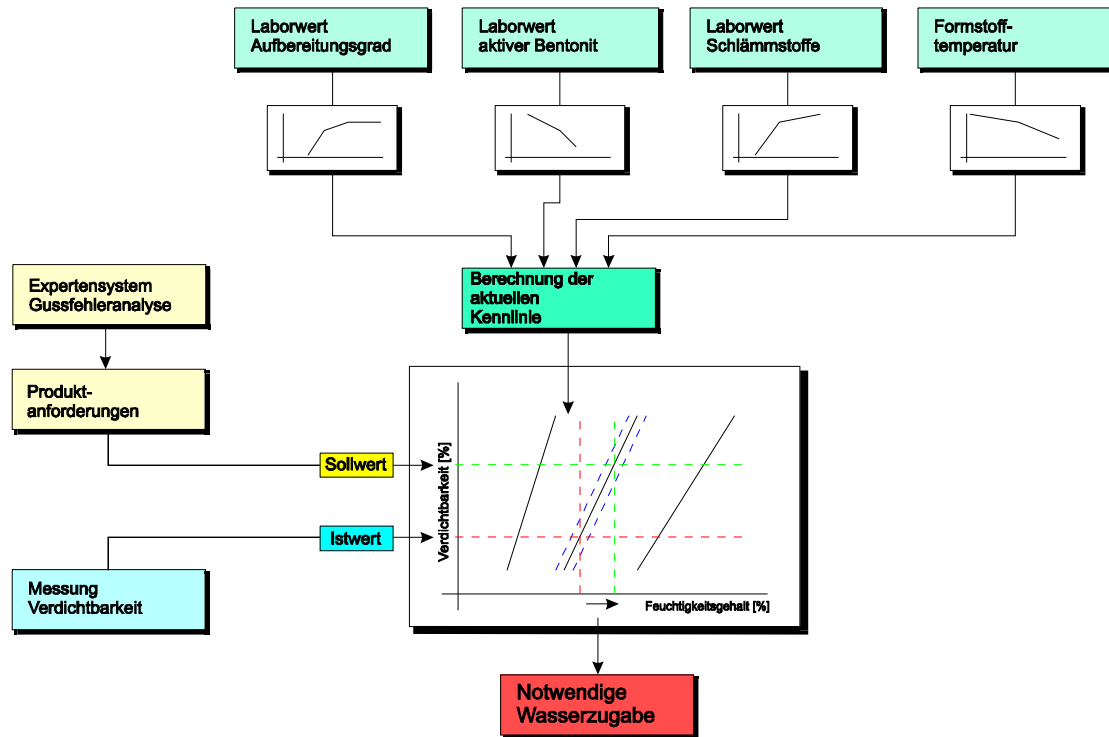 Laborwert
Aufbereitungsgrad
Laborwert
aktiver Bentonit
Laborwert
Schlämmstoffe
Formstoff-
temperatur
Berechnung der
aktuellen
Kennlinie
Expertensystem
Gussfehleranalyse
Produkt-
anforderungen
Sollwert
Istwert
Messung
Verdichtbarkeit
Verdichtbarkeit [%]
Feuchtigkeitsgehalt [%]
Notwendige
Wasserzugabe